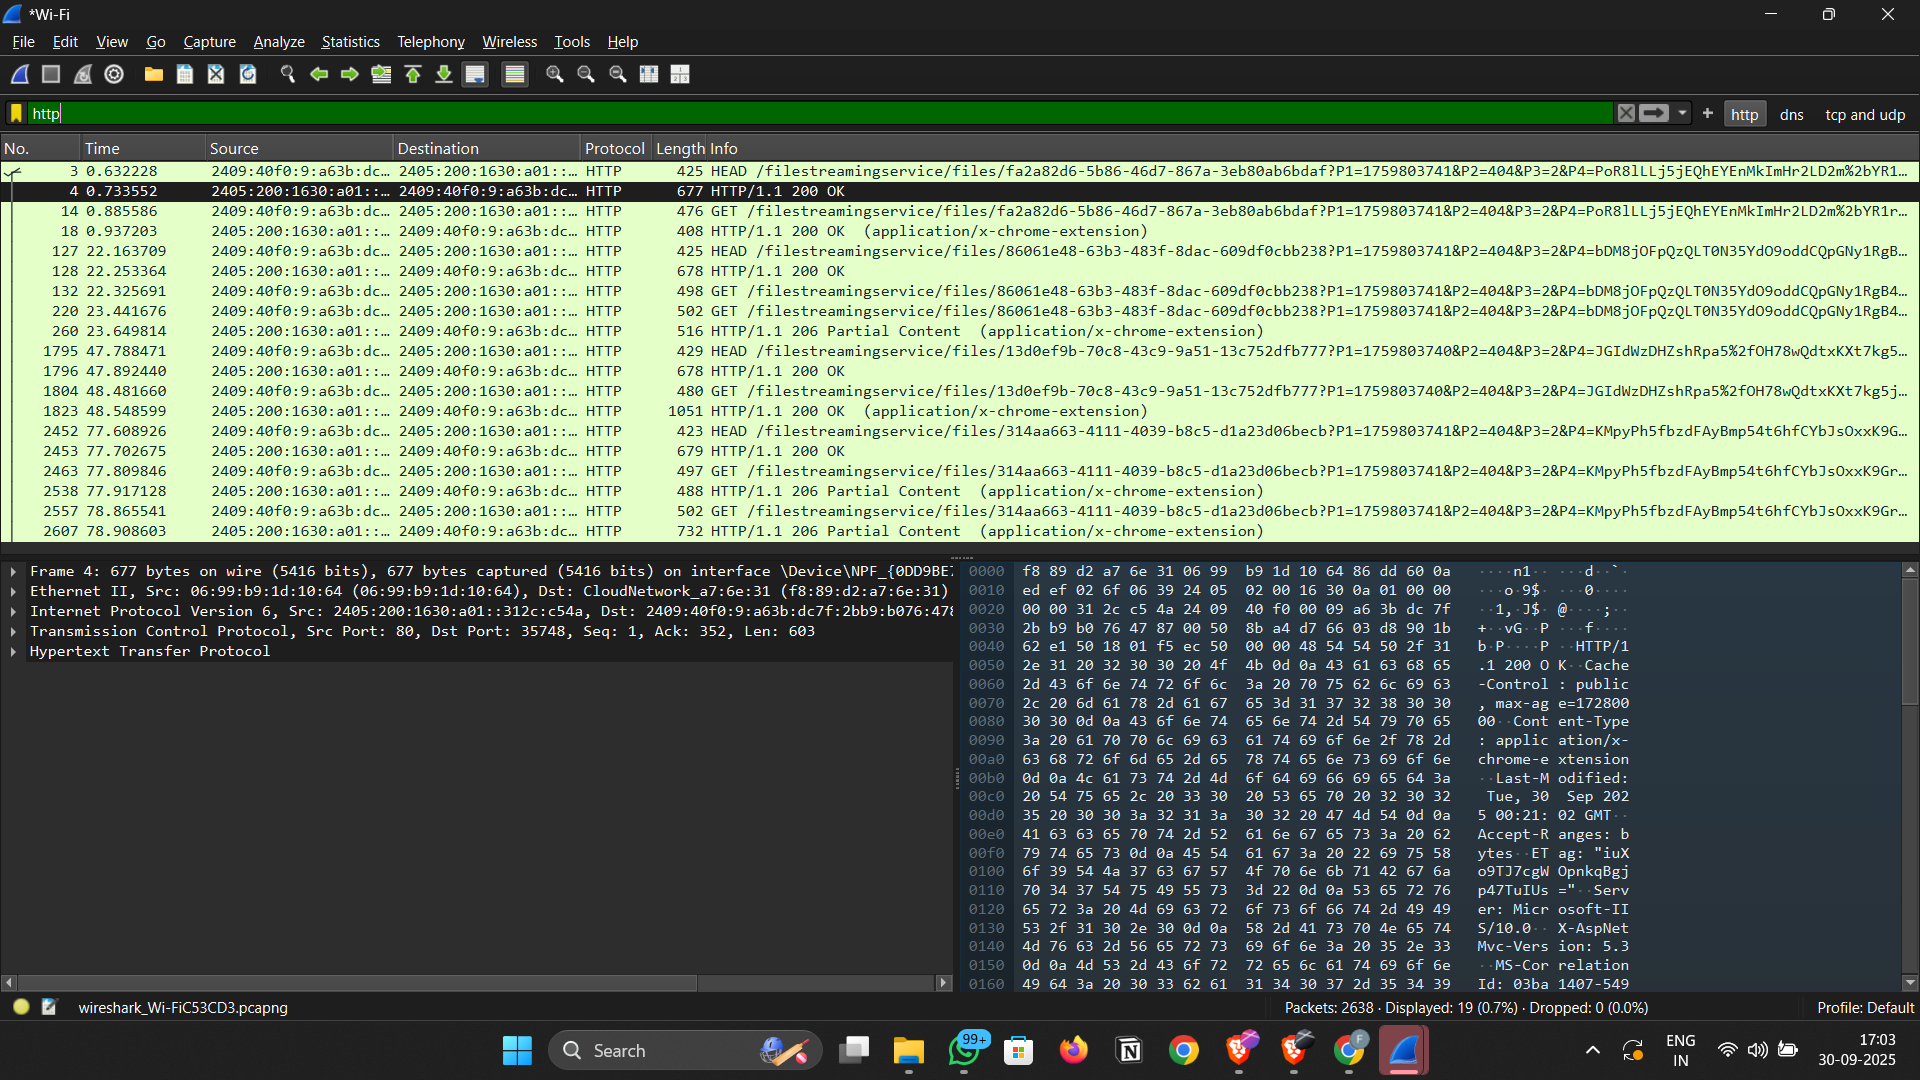 *Wi-Fi
File Edit View Go Capture Analyze Statistics Telephony Wireless Tools Help
http
http dns tcp and udp
No. Time Source Destination Protocol Length Info
3 0.632228 2409:40f0:9:a63b:dc… 2405:200:1630:a01::… HTTP 425 HEAD /filestreamingservice/files/fa2a82d6-5b86-46d7-867a-3eb80ab6bdaf?P1=1759803741&P2=404&P3=2&P4=PoR8lLLj5jEQhEYEnMkImHr2LD2m%2bYR1…
4 0.733552 2405:200:1630:a01::… 2409:40f0:9:a63b:dc… HTTP 677 HTTP/1.1 200 OK
14 0.885586 2409:40f0:9:a63b:dc… 2405:200:1630:a01::… HTTP 476 GET /filestreamingservice/files/fa2a82d6-5b86-46d7-867a-3eb80ab6bdaf?P1=1759803741&P2=404&P3=2&P4=PoR8lLLj5jEQhEYEnMkImHr2LD2m%2bYR1r…
18 0.937203 2405:200:1630:a01::… 2409:40f0:9:a63b:dc… HTTP 408 HTTP/1.1 200 OK (application/x-chrome-extension)
127 22.163709 2409:40f0:9:a63b:dc… 2405:200:1630:a01::… HTTP 425 HEAD /filestreamingservice/files/86061e48-63b3-483f-8dac-609df0cbb238?P1=1759803741&P2=404&P3=2&P4=bDM8jOFpQzQLT0N35YdO9oddCQpGNy1RgB…
128 22.253364 2405:200:1630:a01::… 2409:40f0:9:a63b:dc… HTTP 678 HTTP/1.1 200 OK
132 22.325691 2409:40f0:9:a63b:dc… 2405:200:1630:a01::… HTTP 498 GET /filestreamingservice/files/86061e48-63b3-483f-8dac-609df0cbb238?P1=1759803741&P2=404&P3=2&P4=bDM8jOFpQzQLT0N35YdO9oddCQpGNy1RgB4…
220 23.441676 2409:40f0:9:a63b:dc… 2405:200:1630:a01::… HTTP 502 GET /filestreamingservice/files/86061e48-63b3-483f-8dac-609df0cbb238?P1=1759803741&P2=404&P3=2&P4=bDM8jOFpQzQLT0N35YdO9oddCQpGNy1RgB4…
260 23.649814 2405:200:1630:a01::… 2409:40f0:9:a63b:dc… HTTP 516 HTTP/1.1 206 Partial Content (application/x-chrome-extension)
1795 47.788471 2409:40f0:9:a63b:dc… 2405:200:1630:a01::… HTTP 429 HEAD /filestreamingservice/files/13d0ef9b-70c8-43c9-9a51-13c752dfb777?P1=1759803740&P2=404&P3=2&P4=JGIdWzDHZshRpa5%2fOH78wQdtxKXt7kg5…
1796 47.892440 2405:200:1630:a01::… 2409:40f0:9:a63b:dc… HTTP 678 HTTP/1.1 200 OK
1804 48.481660 2409:40f0:9:a63b:dc… 2405:200:1630:a01::… HTTP 480 GET /filestreamingservice/files/13d0ef9b-70c8-43c9-9a51-13c752dfb777?P1=1759803740&P2=404&P3=2&P4=JGIdWzDHZshRpa5%2fOH78wQdtxKXt7kg5j…
1823 48.548599 2405:200:1630:a01::… 2409:40f0:9:a63b:dc… HTTP 1051 HTTP/1.1 200 OK (application/x-chrome-extension)
2452 77.608926 2409:40f0:9:a63b:dc… 2405:200:1630:a01::… HTTP 423 HEAD /filestreamingservice/files/314aa663-4111-4039-b8c5-d1a23d06becb?P1=1759803741&P2=404&P3=2&P4=KMpyPh5fbzdFAyBmp54t6hfCYbJsOxxK9G…
2453 77.702675 2405:200:1630:a01::… 2409:40f0:9:a63b:dc… HTTP 679 HTTP/1.1 200 OK
2463 77.809846 2409:40f0:9:a63b:dc… 2405:200:1630:a01::… HTTP 497 GET /filestreamingservice/files/314aa663-4111-4039-b8c5-d1a23d06becb?P1=1759803741&P2=404&P3=2&P4=KMpyPh5fbzdFAyBmp54t6hfCYbJsOxxK9Gr…
2538 77.917128 2405:200:1630:a01::… 2409:40f0:9:a63b:dc… HTTP 488 HTTP/1.1 206 Partial Content (application/x-chrome-extension)
2557 78.865541 2409:40f0:9:a63b:dc… 2405:200:1630:a01::… HTTP 502 GET /filestreamingservice/files/314aa663-4111-4039-b8c5-d1a23d06becb?P1=1759803741&P2=404&P3=2&P4=KMpyPh5fbzdFAyBmp54t6hfCYbJsOxxK9Gr…
2607 78.908603 2405:200:1630:a01::… 2409:40f0:9:a63b:dc… HTTP 732 HTTP/1.1 206 Partial Content (application/x-chrome-extension)
Frame 4: 677 bytes on wire (5416 bits), 677 bytes captured (5416 bits) on interface \Device\NPF_{0DD9BE
Ethernet II, Src: 06:99:b9:1d:10:64 (06:99:b9:1d:10:64), Dst: CloudNetwork_a7:6e:31 (f8:89:d2:a7:6e:31)
Internet Protocol Version 6, Src: 2405:200:1630:a01::312c:c54a, Dst: 2409:40f0:9:a63b:dc7f:2bb9:b076:478
Transmission Control Protocol, Src Port: 80, Dst Port: 35748, Seq: 1, Ack: 352, Len: 603
Hypertext Transfer Protocol
0000 f8 89 d2 a7 6e 31 06 99 b9 1d 10 64 86 dd 60 0a ····n1·· ···d··`·
0010 ed ef 02 6f 06 39 24 05 02 00 16 30 0a 01 00 00 ···o·9$· ···0····
0020 00 00 31 2c c5 4a 24 09 40 f0 00 09 a6 3b dc 7f ··1,·J$· @····;··
0030 2b b9 b0 76 47 87 00 50 8b a4 d7 66 03 d8 90 1b +··vG··P ···f····
0040 62 e1 50 18 01 f5 ec 50 00 00 48 54 54 50 2f 31 b·P····P ··HTTP/1
0050 2e 31 20 32 30 30 20 4f 4b 0d 0a 43 61 63 68 65 .1 200 O K··Cache
0060 2d 43 6f 6e 74 72 6f 6c 3a 20 70 75 62 6c 69 63 -Control : public
0070 2c 20 6d 61 78 2d 61 67 65 3d 31 37 32 38 30 30 , max-ag e=172800
0080 30 30 0d 0a 43 6f 6e 74 65 6e 74 2d 54 79 70 65 00··Cont ent-Type
0090 3a 20 61 70 70 6c 69 63 61 74 69 6f 6e 2f 78 2d : applic ation/x-
00a0 63 68 72 6f 6d 65 2d 65 78 74 65 6e 73 69 6f 6e chrome-e xtension
00b0 0d 0a 4c 61 73 74 2d 4d 6f 64 69 66 69 65 64 3a ··Last-M odified:
00c0 20 54 75 65 2c 20 33 30 20 53 65 70 20 32 30 32 Tue, 30 Sep 202
00d0 35 20 30 30 3a 32 31 3a 30 32 20 47 4d 54 0d 0a 5 00:21: 02 GMT··
00e0 41 63 63 65 70 74 2d 52 61 6e 67 65 73 3a 20 62 Accept-R anges: b
00f0 79 74 65 73 0d 0a 45 54 61 67 3a 20 22 69 75 58 ytes··ET ag: "iuX
0100 6f 39 54 4a 37 63 67 57 4f 70 6e 6b 71 42 67 6a o9TJ7cgW OpnkqBgj
0110 70 34 37 54 75 49 55 73 3d 22 0d 0a 53 65 72 76 p47TuIUs ="··Serv
0120 65 72 3a 20 4d 69 63 72 6f 73 6f 66 74 2d 49 49 er: Micr osoft-II
0130 53 2f 31 30 2e 30 0d 0a 58 2d 41 73 70 4e 65 74 S/10.0·· X-AspNet
0140 4d 76 63 2d 56 65 72 73 69 6f 6e 3a 20 35 2e 33 Mvc-Vers ion: 5.3
0150 0d 0a 4d 53 2d 43 6f 72 72 65 6c 61 74 69 6f 6e ··MS-Cor relation
0160 49 64 3a 20 30 33 62 61 31 34 30 37 2d 35 34 39 Id: 03ba 1407-549
wireshark_Wi-FiC53CD3.pcapng Packets: 2638 · Displayed: 19 (0.7%) · Dropped: 0 (0.0%) Profile: Default
Search 99+ F ENG IN 17:03
30-09-2025